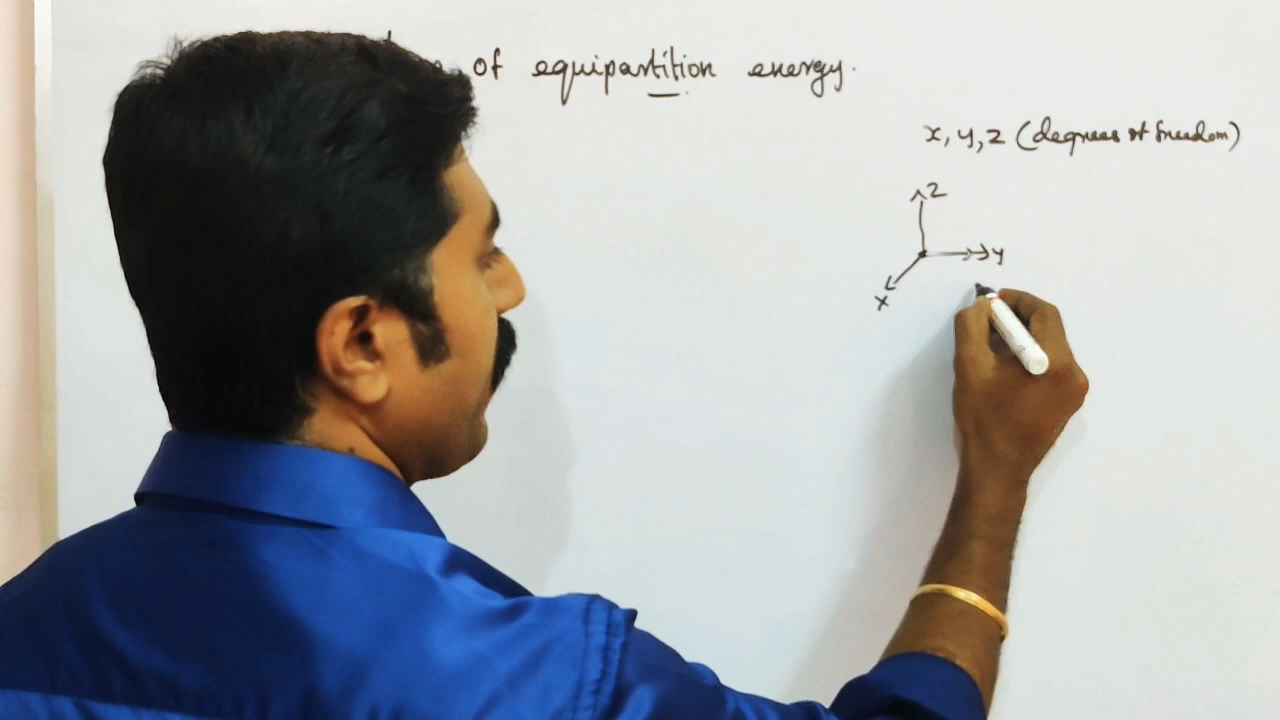 of equipartition energy.
x, y, z (degrees of freedom)
z
y
x